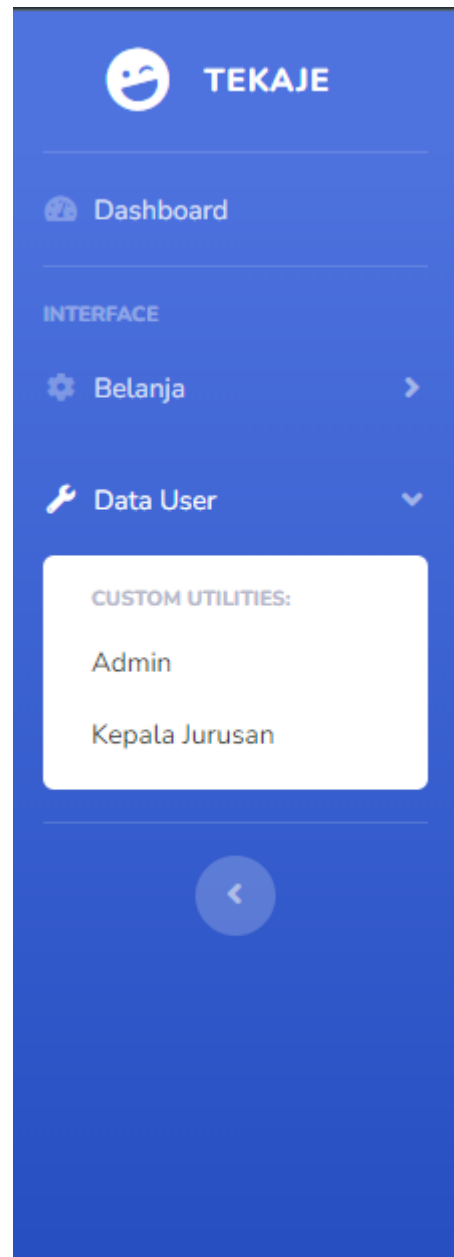 TEKAJE
Dashboard
INTERFACE
Belanja
Data User
CUSTOM UTILITIES:
Admin
Kepala Jurusan